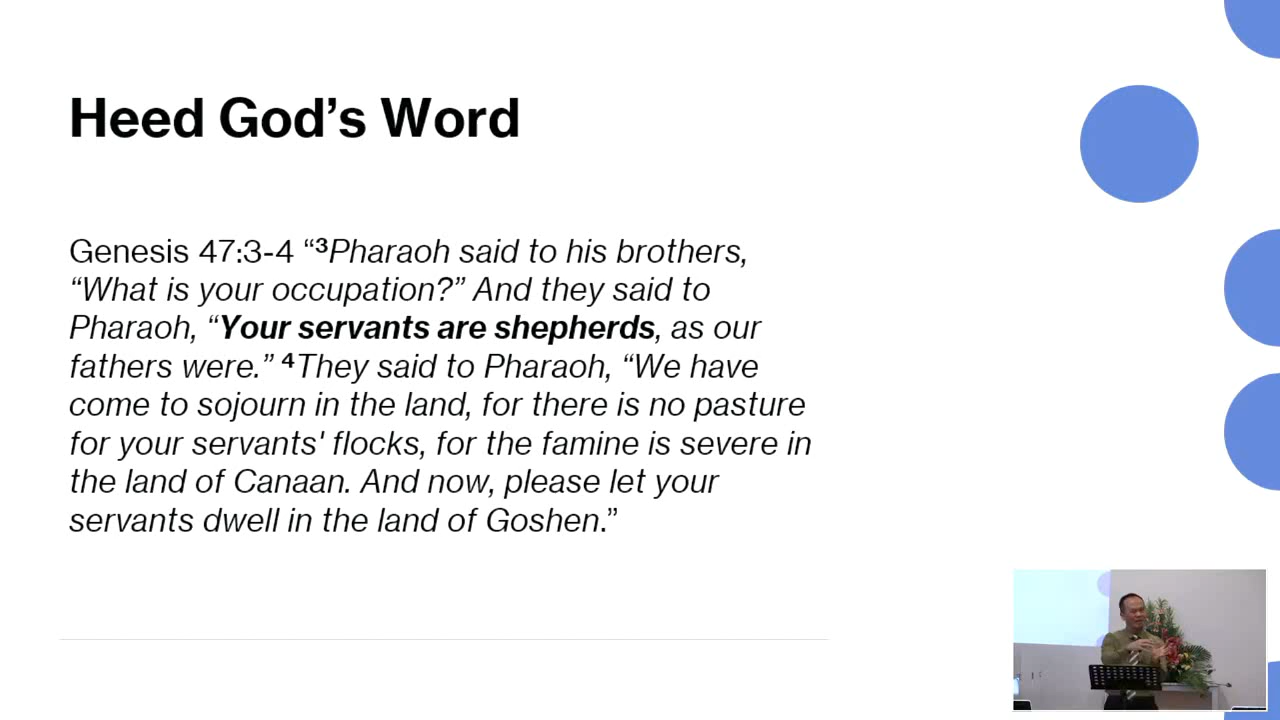 Heed God’s Word
Genesis 47:3-4 “³Pharaoh said to his brothers,
“What is your occupation?” And they said to
Pharaoh, “Your servants are shepherds, as our
fathers were.” ⁴They said to Pharaoh, “We have
come to sojourn in the land, for there is no pasture
for your servants' flocks, for the famine is severe in
the land of Canaan. And now, please let your
servants dwell in the land of Goshen.”